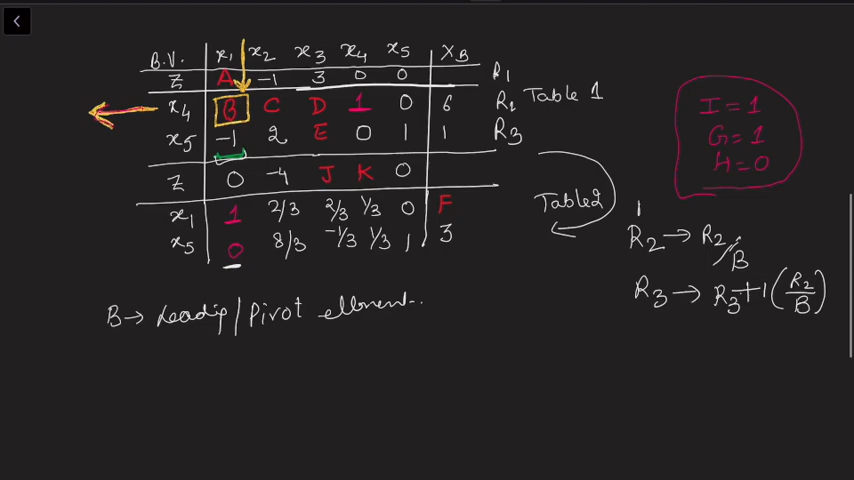 B.V. x₁ x₂ x₃ x₄ x₅ X_B
Z A -1 3 0 0 R₁
x₄ B C D 1 0 6 R₂ Table 1
x₅ -1 2 E 0 1 1 R₃
Z 0 -4 J K 0
x₁ 1 2/3 2/3 1/3 0 F Table2
x₅ 0 8/3 -1/3 1/3 1 3
I = 1
G = 1
H = 0
R₂ → R₂/B
R₃ → R₃+1(R₂/B)
B → Leadig/Pivot element..